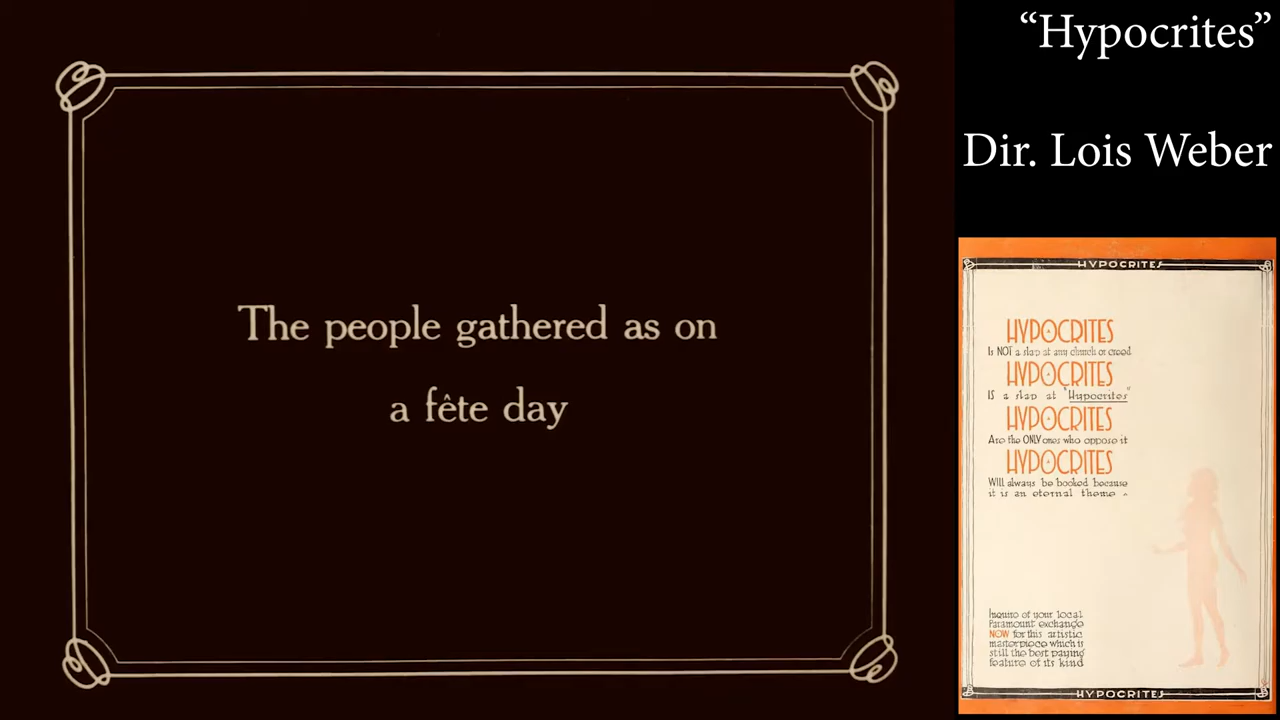 The people gathered as on
a fête day
“Hypocrites”
Dir. Lois Weber
HYPOCRITES
HYPOCRITES
Is NOT a slap at any church or creed
HYPOCRITES
IS a slap at "Hypocrites"
HYPOCRITES
Are the ONLY ones who oppose it
HYPOCRITES
WILL always be booked because
it is an eternal theme
Inquire of your local
Paramount exchange
NOW for this artistic
masterpiece which is
still the best paying
feature of its kind
HYPOCRITES